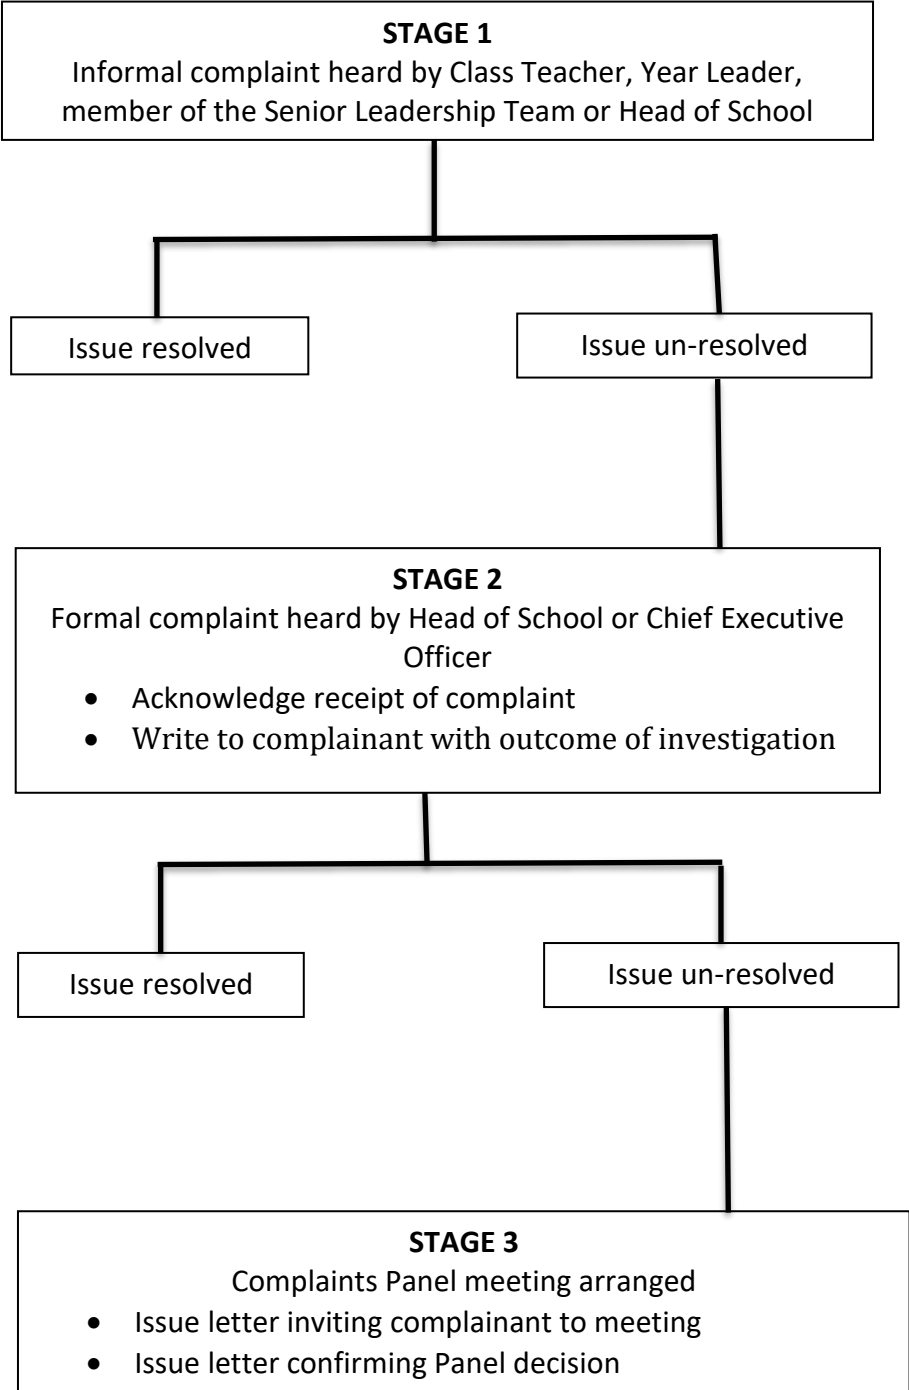 STAGE 1
Informal complaint heard by Class Teacher, Year Leader,
member of the Senior Leadership Team or Head of School
Issue resolved
Issue un-resolved
STAGE 2
Formal complaint heard by Head of School or Chief Executive
Officer
• Acknowledge receipt of complaint
• Write to complainant with outcome of investigation
Issue resolved
Issue un-resolved
STAGE 3
Complaints Panel meeting arranged
• Issue letter inviting complainant to meeting
• Issue letter confirming Panel decision